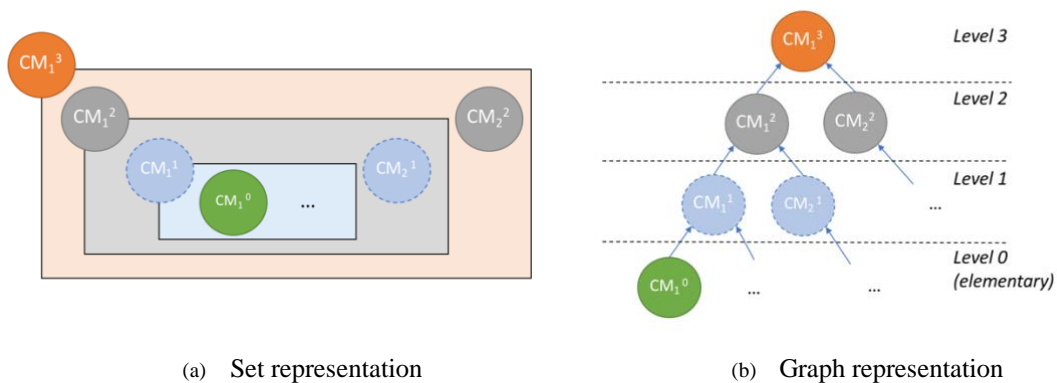 CM₁³
CM₁²
CM₂²
CM₁¹
CM₂¹
CM₁⁰
...
(a) Set representation
CM₁³
Level 3
CM₁²
CM₂²
Level 2
CM₁¹
CM₂¹
Level 1
...
CM₁⁰
...
...
Level 0
(elementary)
(b) Graph representation